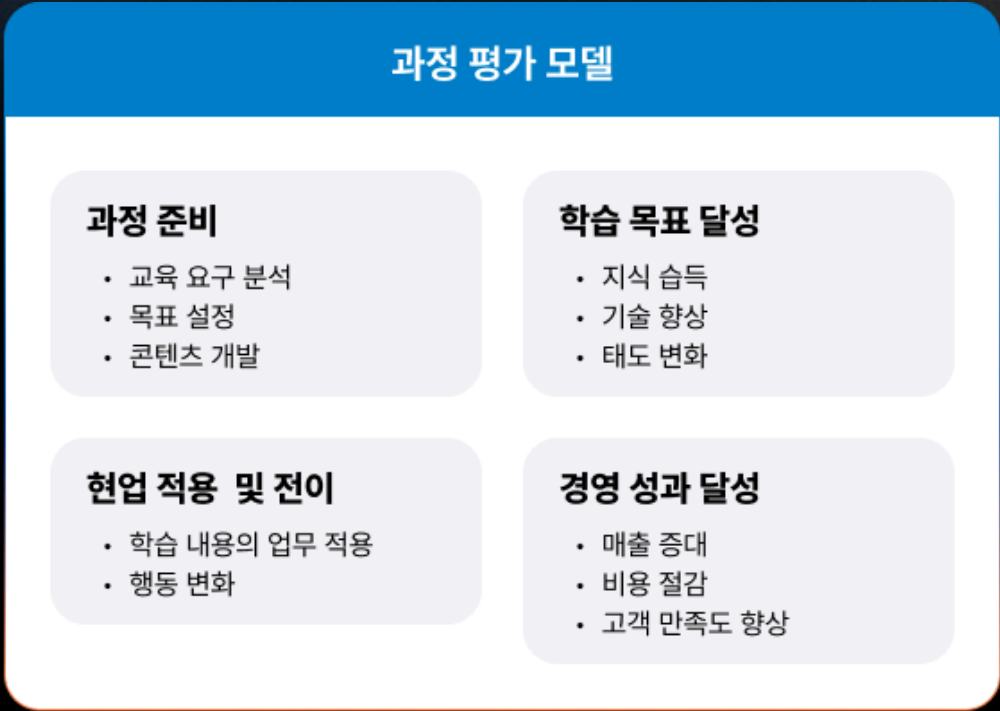 과정 평가 모델
과정 준비
• 교육 요구 분석
• 목표 설정
• 콘텐츠 개발
학습 목표 달성
• 지식 습득
• 기술 향상
• 태도 변화
현업 적용  및 전이
• 학습 내용의 업무 적용
• 행동 변화
경영 성과 달성
• 매출 증대
• 비용 절감
• 고객 만족도 향상